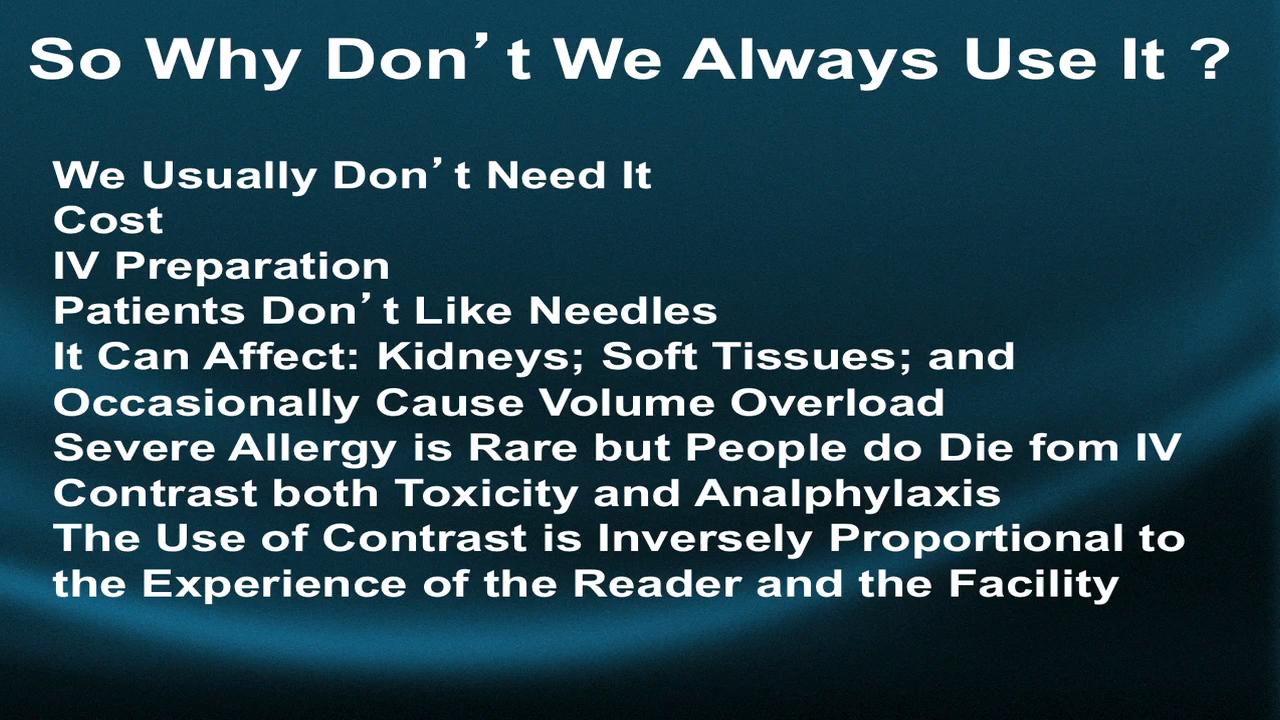 So Why Don’t We Always Use It ?
We Usually Don’t Need It
Cost
IV Preparation
Patients Don’t Like Needles
It Can Affect: Kidneys; Soft Tissues; and
Occasionally Cause Volume Overload
Severe Allergy is Rare but People do Die fom IV
Contrast both Toxicity and Analphylaxis
The Use of Contrast is Inversely Proportional to
the Experience of the Reader and the Facility